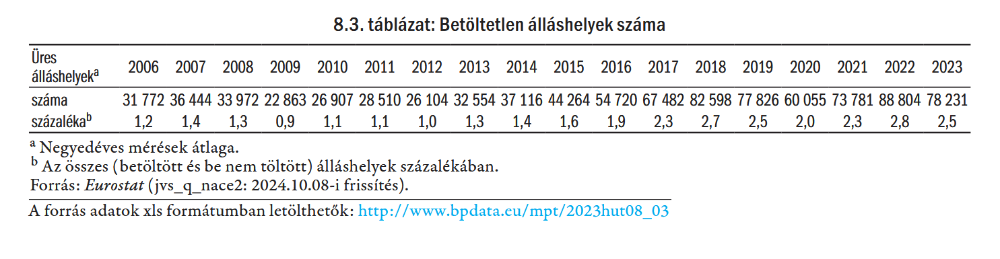 8.3. táblázat: Betöltetlen álláshelyek száma
Üres
álláshelyekᵃ 2006 2007 2008 2009 2010 2011 2012 2013 2014 2015 2016 2017 2018 2019 2020 2021 2022 2023
száma 31 772 36 444 33 972 22 863 26 907 28 510 26 104 32 554 37 116 44 264 54 720 67 482 82 598 77 826 60 055 73 781 88 804 78 231
százalékaᵇ 1,2 1,4 1,3 0,9 1,1 1,1 1,0 1,3 1,4 1,6 1,9 2,3 2,7 2,5 2,0 2,3 2,8 2,5
ᵃ Negyedéves mérések átlaga.
ᵇ Az összes (betöltött és be nem töltött) álláshelyek százalékában.
Forrás: Eurostat (jvs_q_nace2: 2024.10.08-i frissítés).
A forrás adatok xls formátumban letölthetők: http://www.bpdata.eu/mpt/2023hut08_03